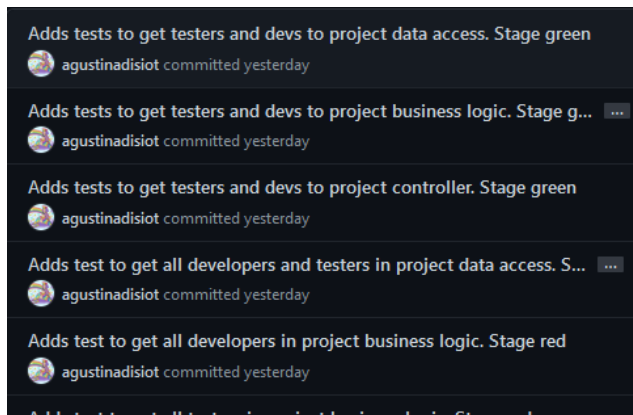 Adds tests to get testers and devs to project data access. Stage green
agustinadisiot committed yesterday
Adds tests to get testers and devs to project business logic. Stage g... ...
agustinadisiot committed yesterday
Adds tests to get testers and devs to project controller. Stage green
agustinadisiot committed yesterday
Adds test to get all developers and testers in project data access. S... ...
agustinadisiot committed yesterday
Adds test to get all developers in project business logic. Stage red
agustinadisiot committed yesterday